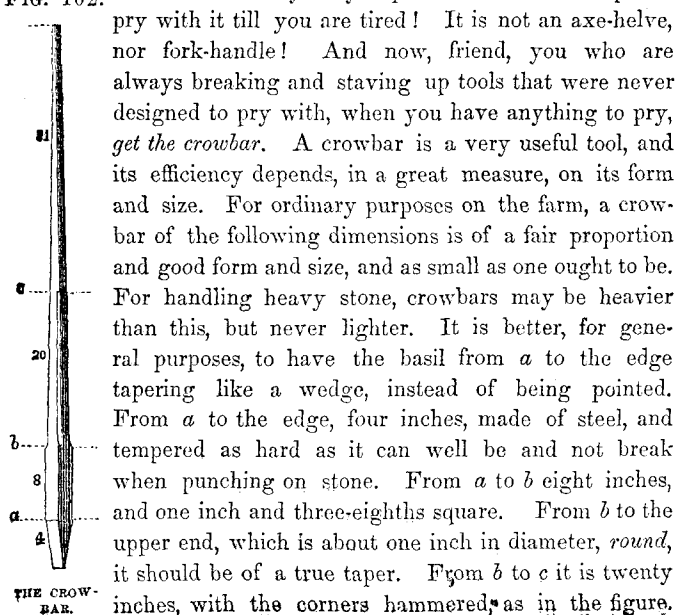 FIG. 102.
pry with it till you are tired! It is not an axe-helve,
nor fork-handle! And now, friend, you who are
always breaking and staving up tools that were never
designed to pry with, when you have anything to pry,
get the crowbar. A crowbar is a very useful tool, and
its efficiency depends, in a great measure, on its form
and size. For ordinary purposes on the farm, a crow-
bar of the following dimensions is of a fair proportion
and good form and size, and as small as one ought to be.
For handling heavy stone, crowbars may be heavier
than this, but never lighter. It is better, for gene-
ral purposes, to have the basil from a to the edge
tapering like a wedge, instead of being pointed.
From a to the edge, four inches, made of steel, and
tempered as hard as it can well be and not break
when punching on stone. From a to b eight inches,
and one inch and three-eighths square. From b to the
upper end, which is about one inch in diameter, round,
it should be of a true taper. From b to c it is twenty
inches, with the corners hammered, as in the figure.
31
c
20
b
8
a
4
THE CROW-
BAR.